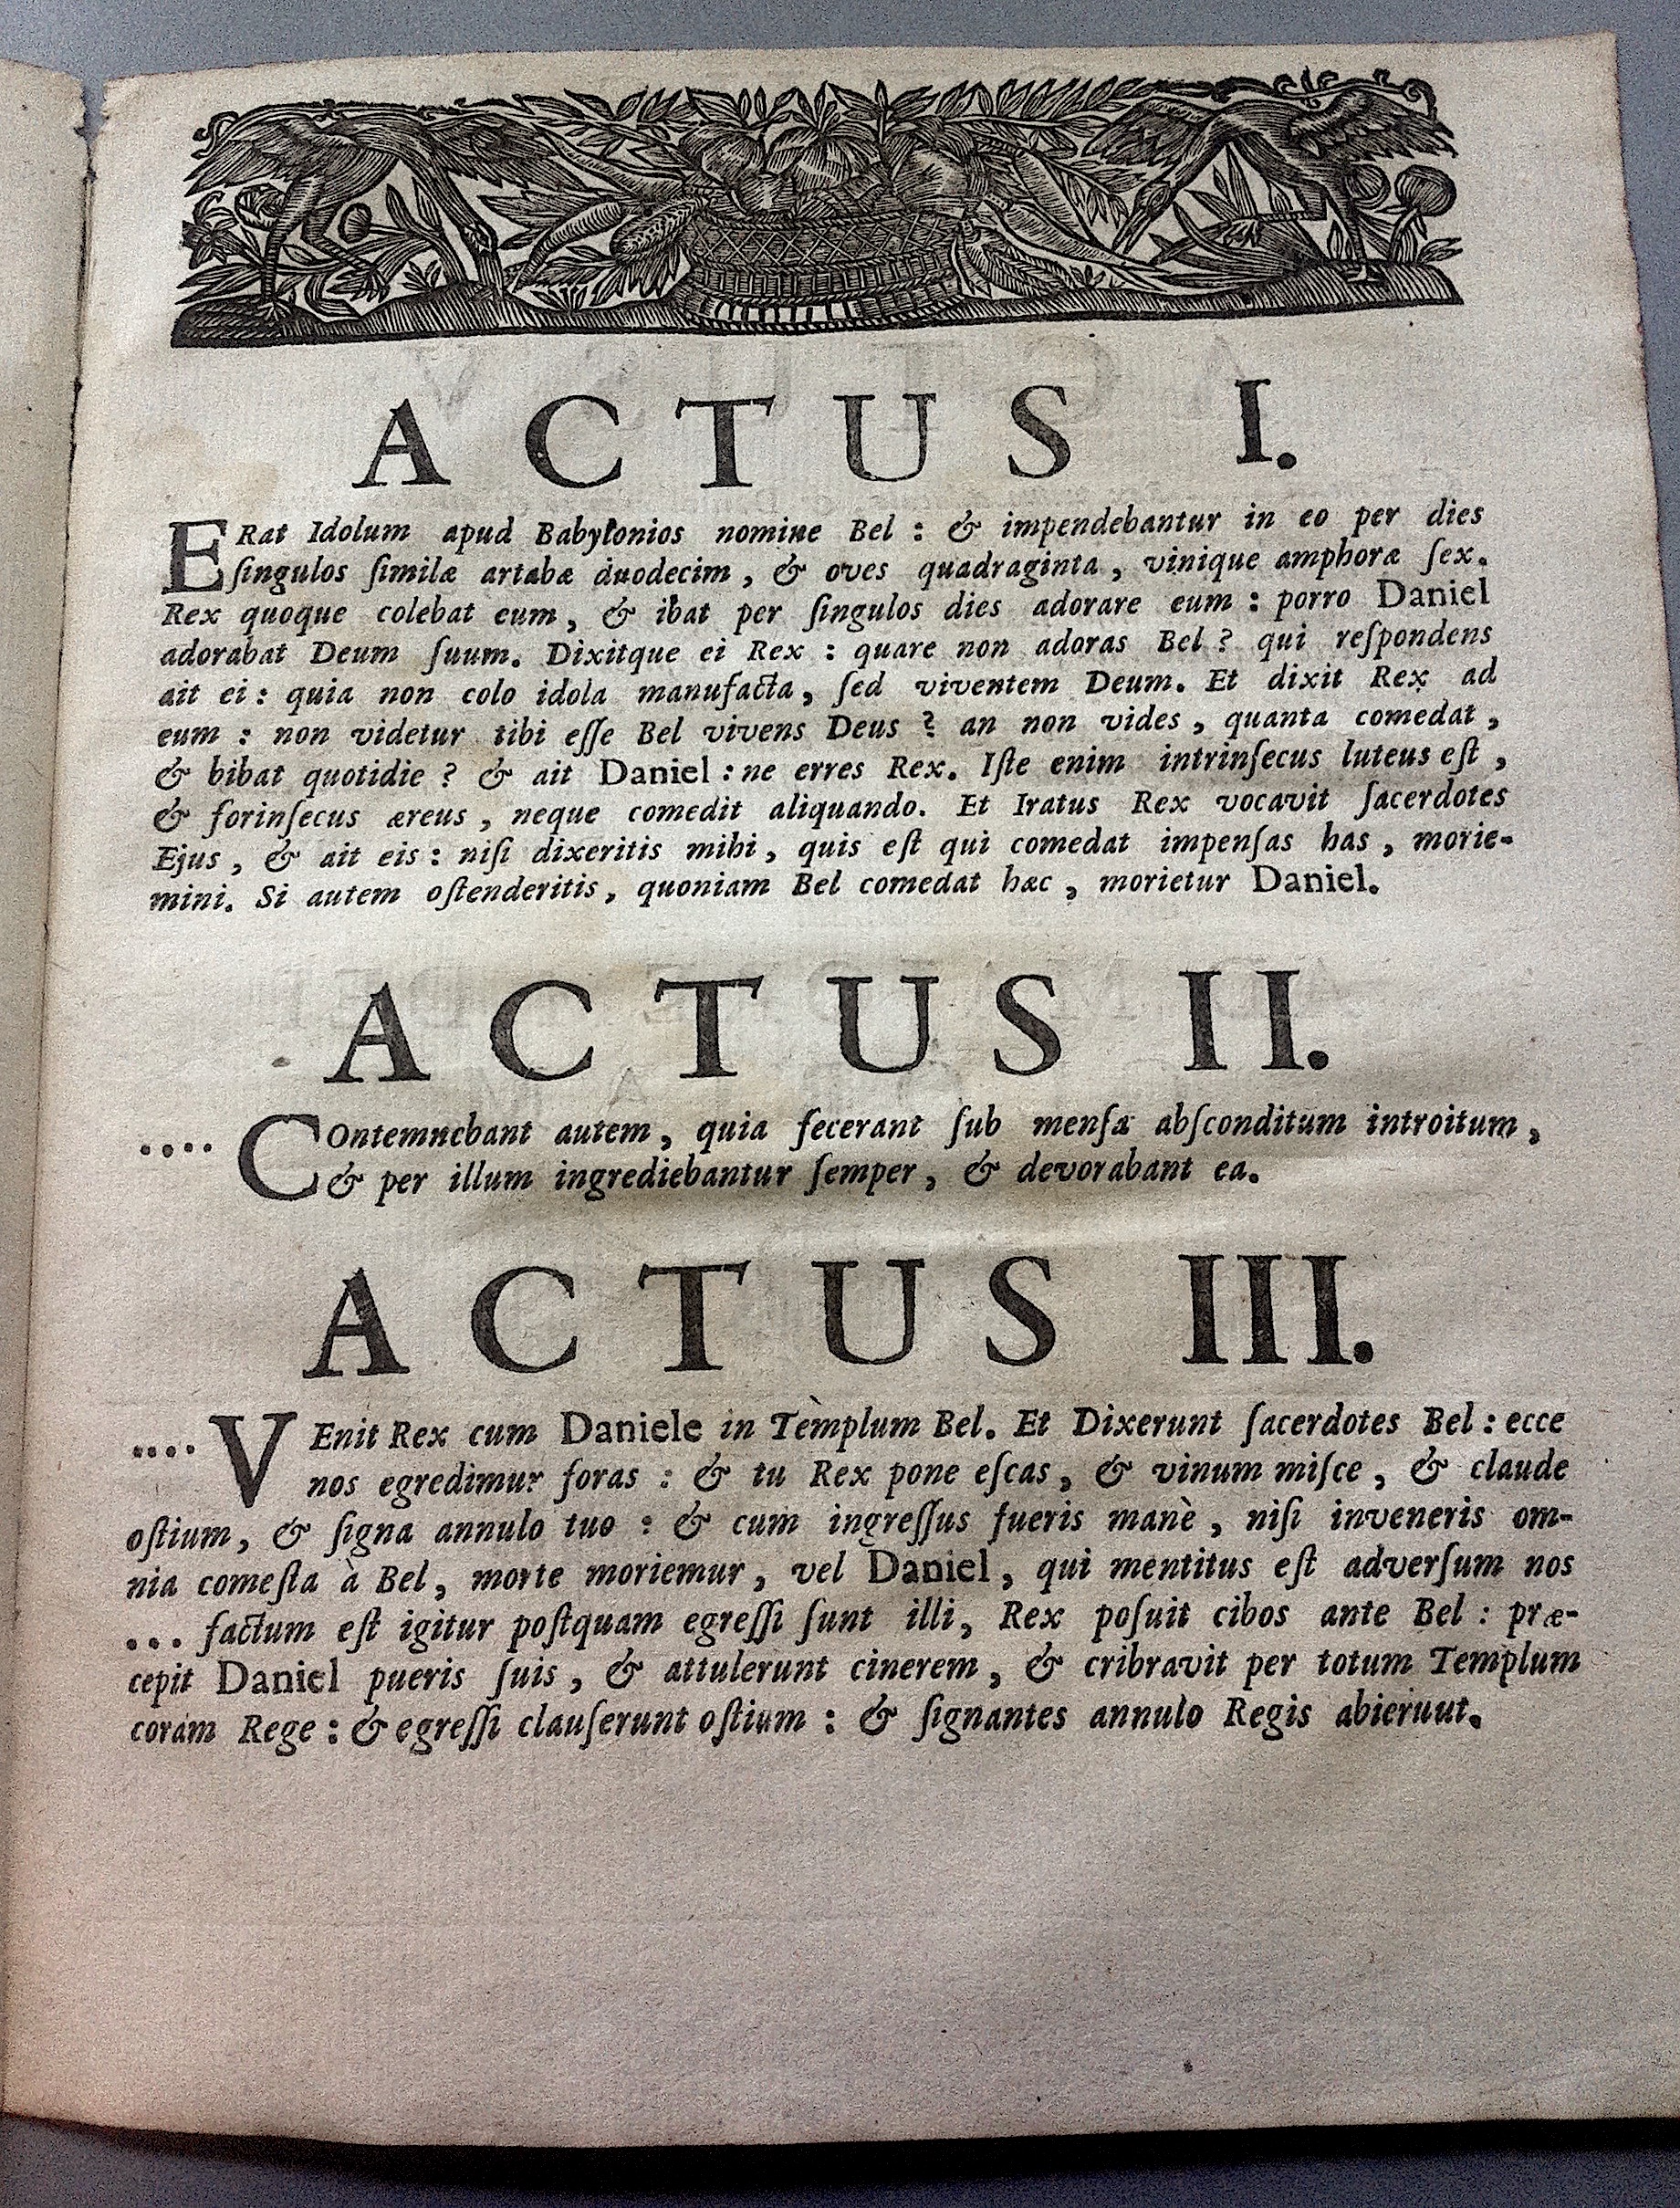 ACTUS I.
ERat Idolum apud Babylonios nomine Bel : & impendebantur in eo per dies
ſingulos ſimilæ artabæ duodecim, & oves quadraginta, vinique amphoræ ſex.
Rex quoque colebat eum, & ibat per ſingulos dies adorare eum : porro Daniel
adorabat Deum ſuum. Dixitque ei Rex : quare non adoras Bel ? qui reſpondens
ait ei : quia non colo idola manufacta, ſed viventem Deum. Et dixit Rex ad
eum : non videtur tibi eſſe Bel vivens Deus ? an non vides, quanta comedat,
& bibat quotidie ? & ait Daniel : ne erres Rex. Iſte enim intrinſecus luteus eſt,
& forinſecus æreus, neque comedit aliquando. Et Iratus Rex vocavit ſacerdotes
Ejus, & ait eis : niſi dixeritis mihi, quis eſt qui comedat impenſas has, morie-
mini. Si autem oſtenderitis, quoniam Bel comedat hæc, morietur Daniel.
ACTUS II.
.... COntemnebant autem, quia fecerant ſub menſa abſconditum introitum,
& per illum ingrediebantur ſemper, & devorabant ea.
ACTUS III.
.... VEnit Rex cum Daniele in Templum Bel. Et Dixerunt ſacerdotes Bel : ecce
nos egredimur foras : & tu Rex pone eſcas, & vinum miſce, & claude
oſtium, & ſigna annulo tuo : & cum ingreſſus fueris manè, niſi inveneris om-
nia comeſta à Bel, morte moriemur, vel Daniel, qui mentitus eſt adverſum nos
... factum eſt igitur poſtquam egreſſi ſunt illi, Rex poſuit cibos ante Bel : præ-
cepit Daniel pueris ſuis, & attulerunt cinerem, & cribravit per totum Templum
coram Rege : & egreſſi clauſerunt oſtium : & ſignantes annulo Regis abieruut.